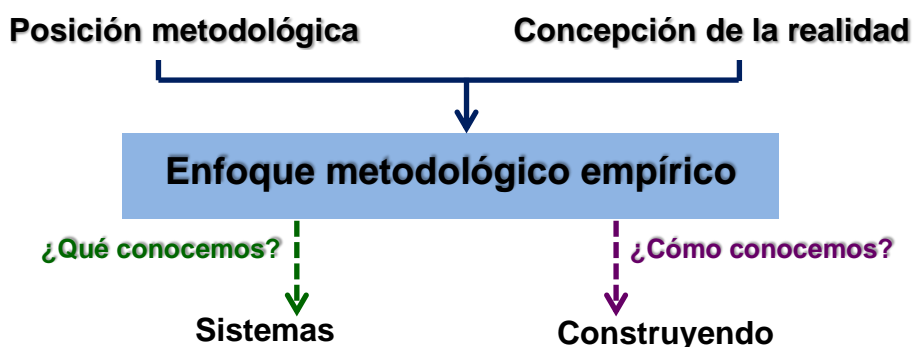 Posición metodológica
Concepción de la realidad
Enfoque metodológico empírico
¿Qué conocemos?
¿Cómo conocemos?
Sistemas
Construyendo